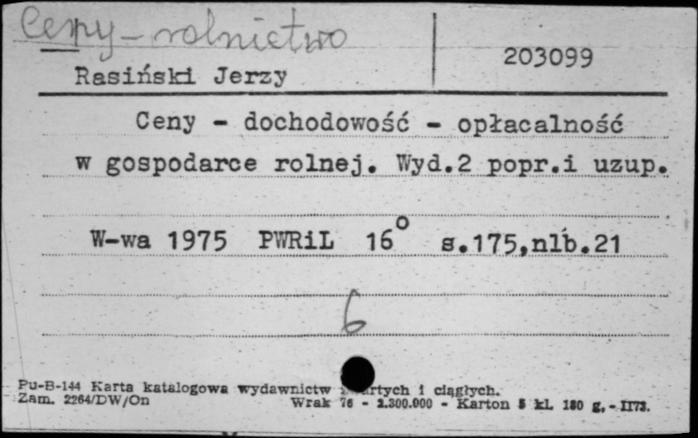 Ceny - rolnictwo
203099
Rasiński Jerzy
Ceny - dochodowość - opłacalność
w gospodarce rolnej. Wyd.2 popr.i uzup.
W-wa 1975 PWRiL 16° s.175,nlb.21
6
Pu-B-144 Karta katalogowa wydawnictw i ciągłych.
Zam. 2264/DW/On Wrak 76 - 2.300.000 - Karton 5 kl. 180 g.